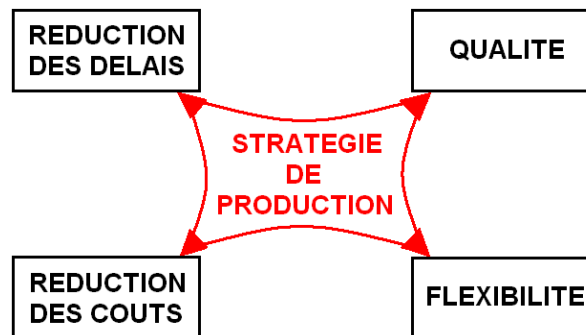 REDUCTION
DES DELAIS
QUALITE
STRATEGIE
DE
PRODUCTION
REDUCTION
DES COUTS
FLEXIBILITE